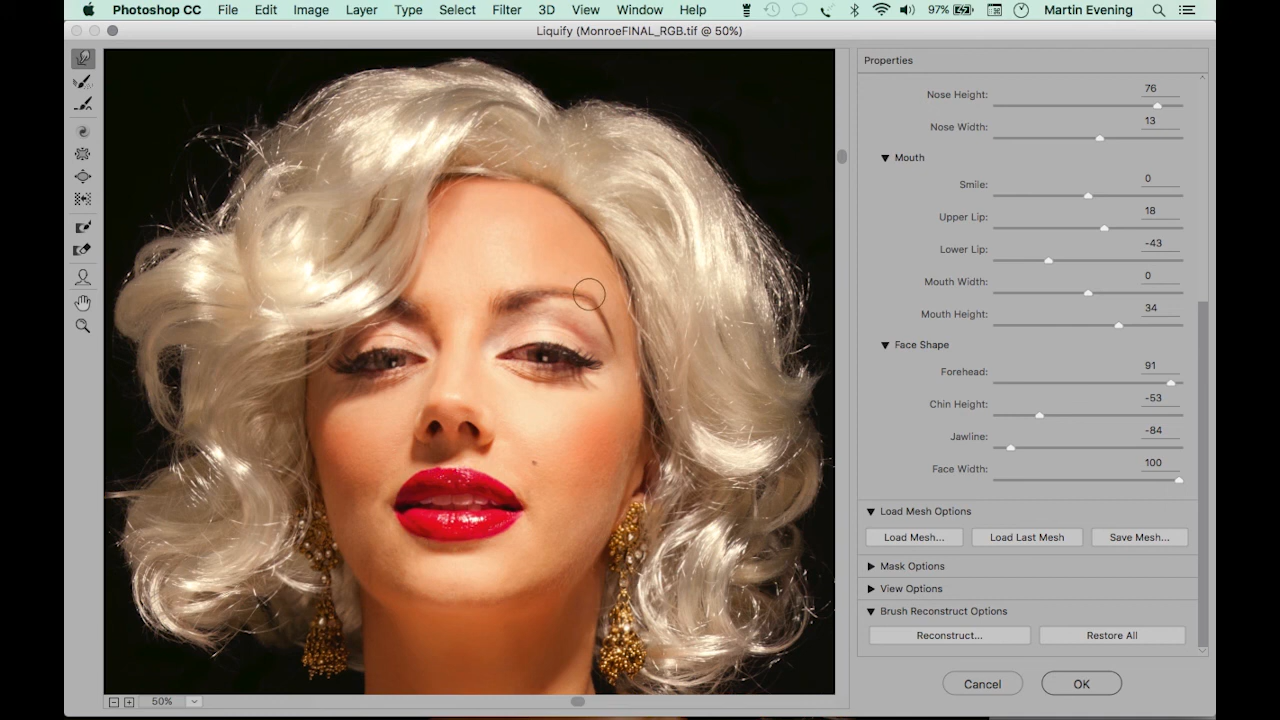 Photoshop CC File Edit Image Layer Type Select Filter 3D View Window Help 97% Martin Evening
Liquify (MonroeFINAL_RGB.tif @ 50%)
Properties
Nose Height: 76
Nose Width: 13
Mouth
Smile: 0
Upper Lip: 18
Lower Lip: -43
Mouth Width: 0
Mouth Height: 34
Face Shape
Forehead: 91
Chin Height: -53
Jawline: -84
Face Width: 100
Load Mesh Options
Load Mesh... Load Last Mesh Save Mesh...
Mask Options
View Options
Brush Reconstruct Options
Reconstruct... Restore All
Cancel OK
50%